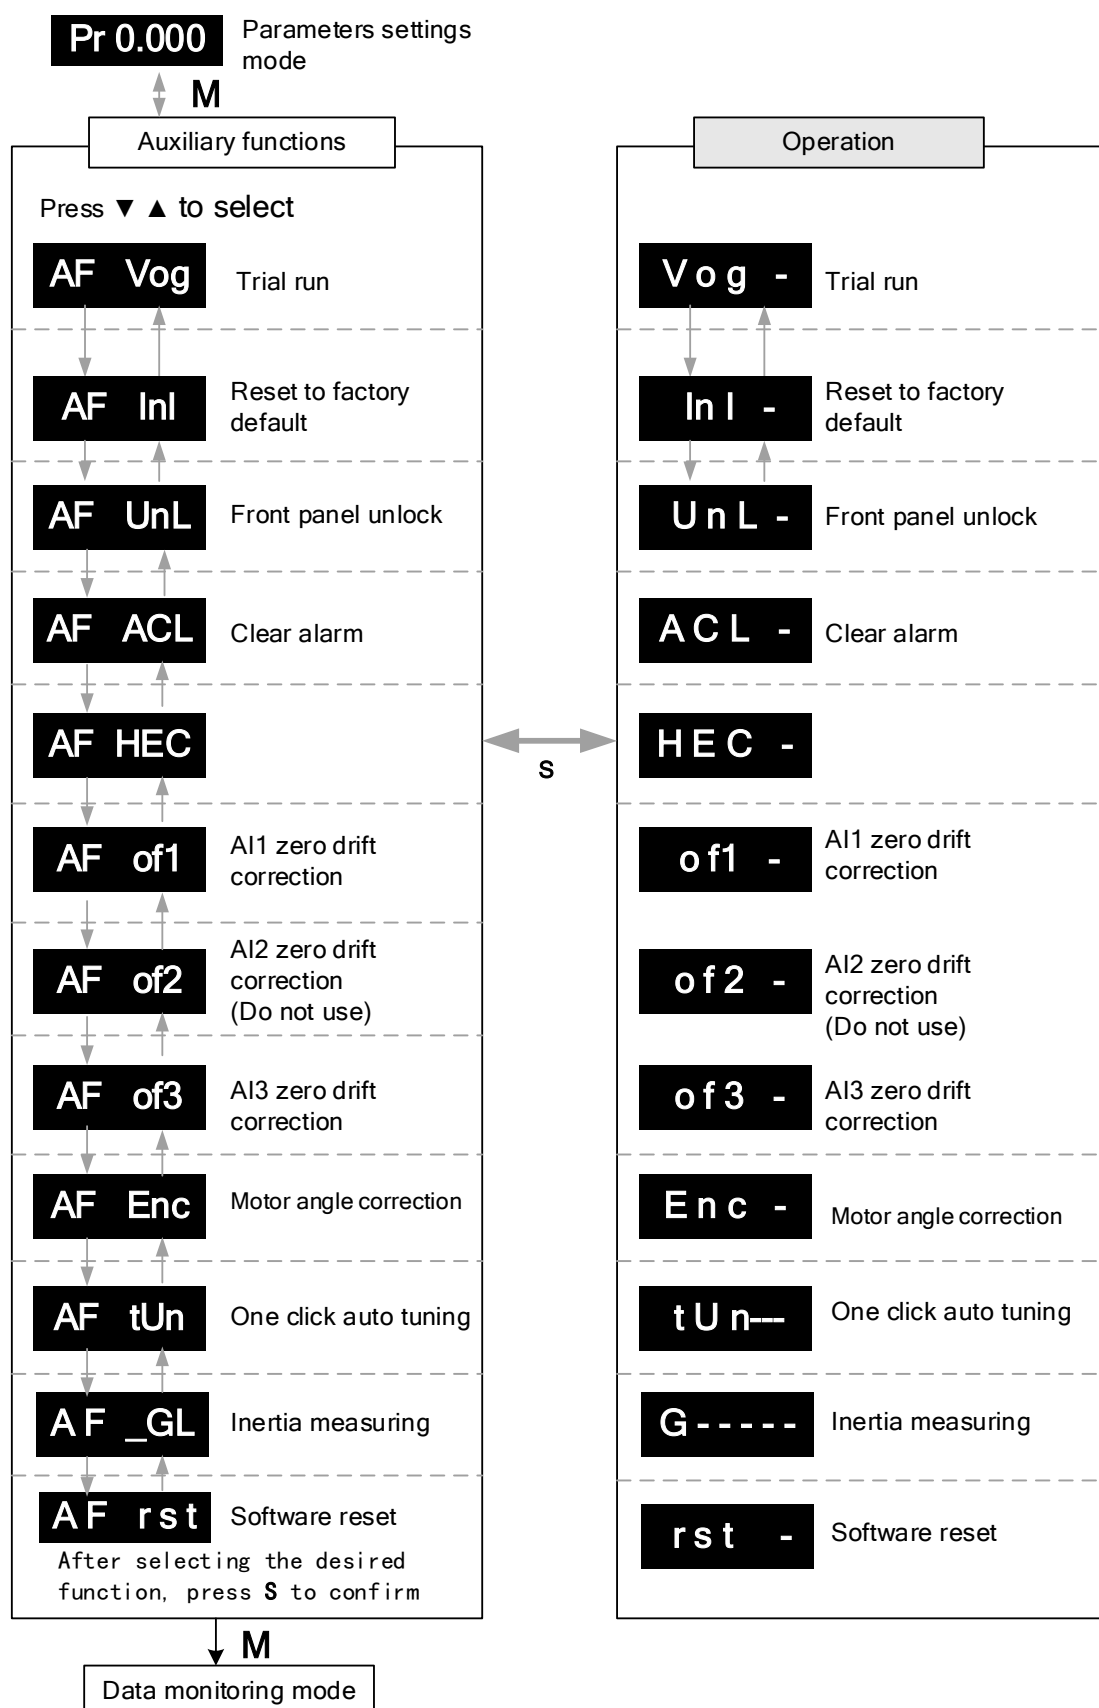 Pr 0.000
Parameters settings
mode
M
Auxiliary functions
Press ▼ ▲ to select
AF Vog
Trial run
AF InI
Reset to factory
default
AF UnL
Front panel unlock
AF ACL
Clear alarm
AF HEC
AF of1
AI1 zero drift
correction
AF of2
AI2 zero drift
correction
(Do not use)
AF of3
AI3 zero drift
correction
AF Enc
Motor angle correction
AF tUn
One click auto tuning
AF _GL
Inertia measuring
AF rst
Software reset
After selecting the desired
function, press S to confirm
M
Data monitoring mode
s
Operation
Vog -
Trial run
InI -
Reset to factory
default
UnL -
Front panel unlock
ACL -
Clear alarm
HEC -
of1 -
AI1 zero drift
correction
of2 -
AI2 zero drift
correction
(Do not use)
of3 -
AI3 zero drift
correction
Enc -
Motor angle correction
tUn---
One click auto tuning
G-----
Inertia measuring
rst -
Software reset